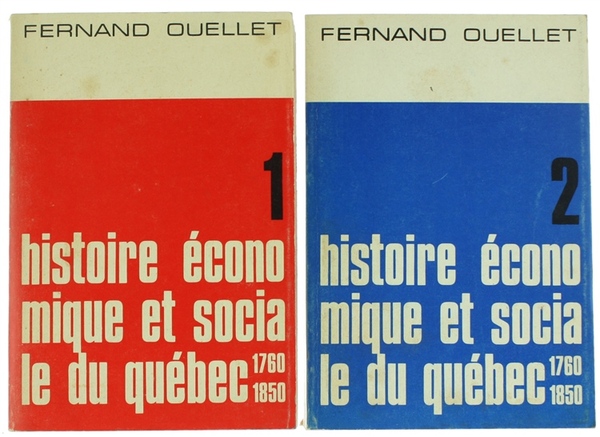 FERNAND OUELLET
1
histoire écono
mique et socia
le du québec 1760
1850
FERNAND OUELLET
2
histoire écono
mique et socia
le du québec 1760
1850